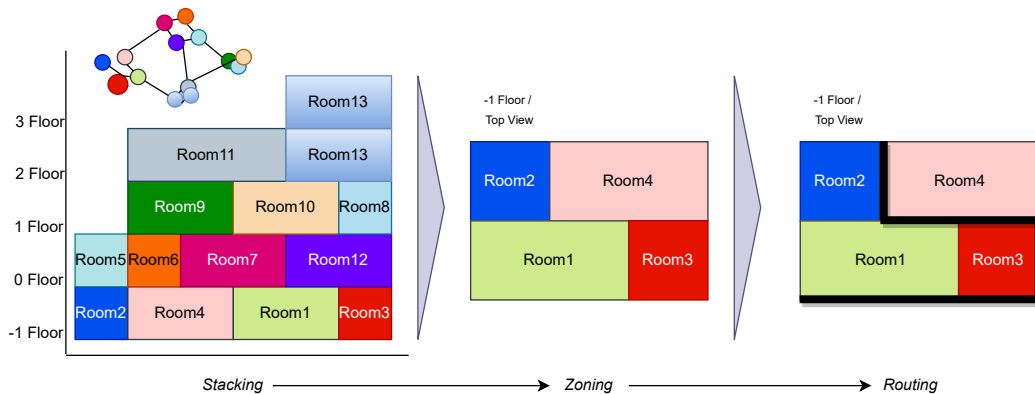 3 Floor
2 Floor
1 Floor
0 Floor
-1 Floor
Room13
Room11
Room13
Room9
Room10
Room8
Room5
Room6
Room7
Room12
Room2
Room4
Room1
Room3
-1 Floor /
Top View
Room2
Room4
Room1
Room3
-1 Floor /
Top View
Room2
Room4
Room1
Room3
Stacking
Zoning
Routing